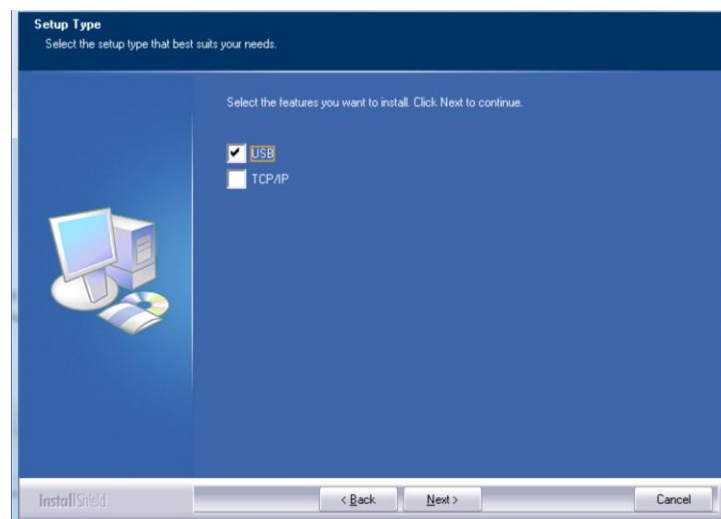 Setup Type
Select the setup type that best suits your needs.
Select the features you want to install. Click Next to continue.
USB
TCP/IP
InstallShield
< Back
Next >
Cancel